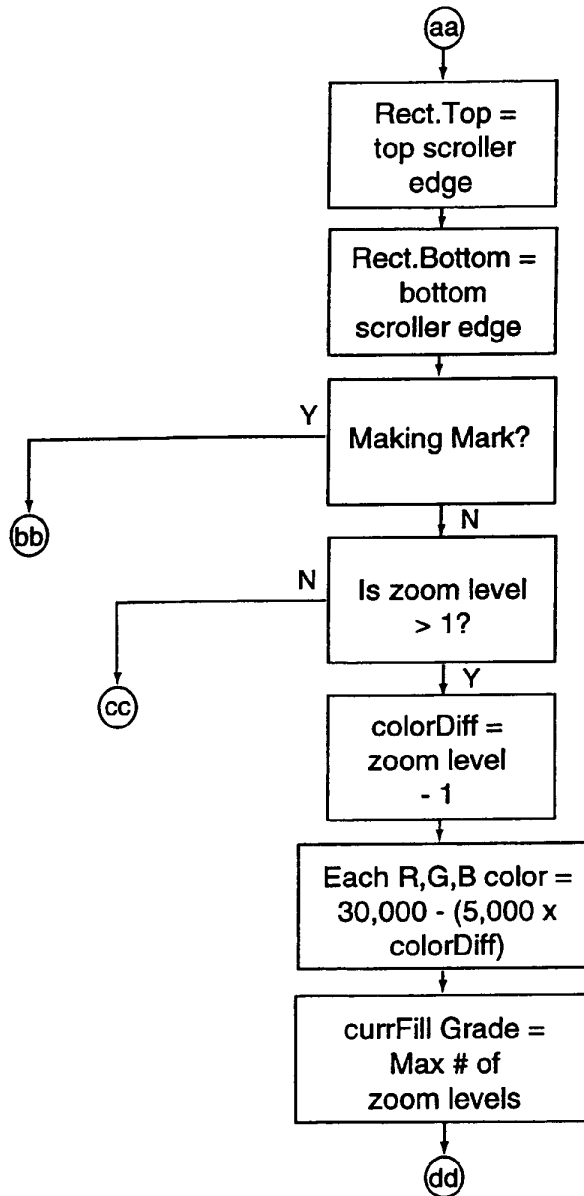 aa
Rect.Top =
top scroller
edge
Rect.Bottom =
bottom
scroller edge
Y
Making Mark?
bb
N
N
Is zoom level
> 1?
cc
Y
colorDiff =
zoom level
- 1
Each R,G,B color =
30,000 - (5,000 x
colorDiff)
currFill Grade =
Max # of
zoom levels
dd